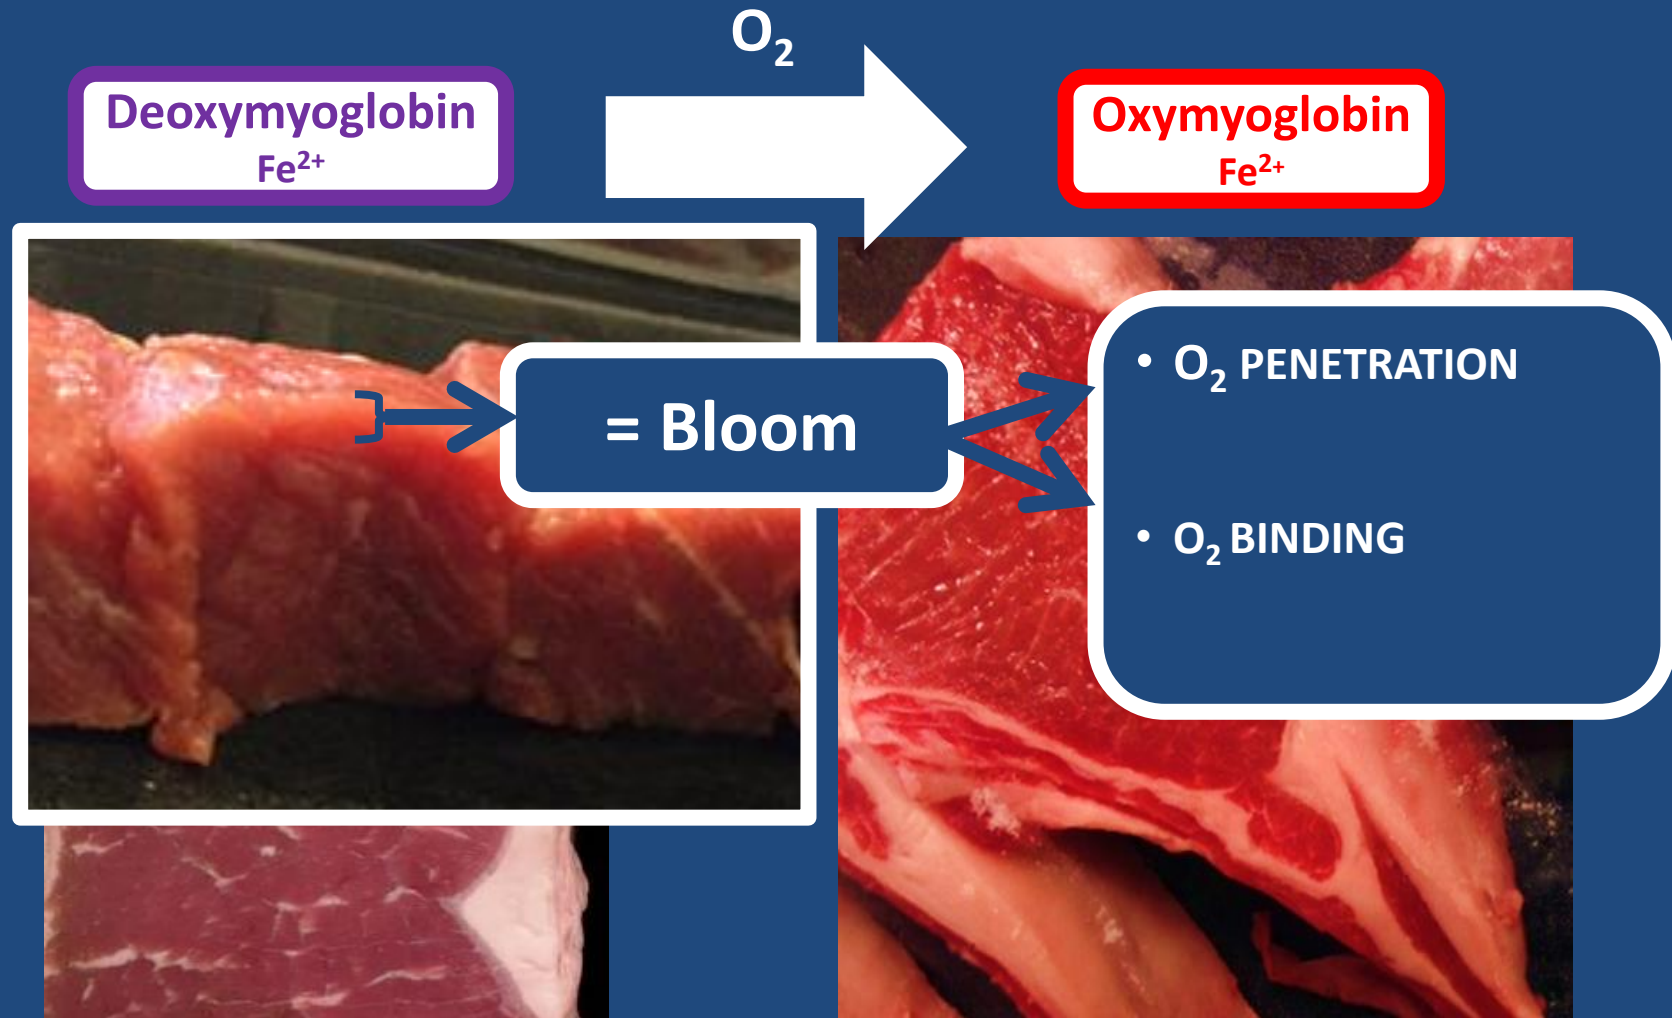 O₂
Deoxymyoglobin
Fe²⁺
Oxymyoglobin
Fe²⁺
= Bloom
• O₂ PENETRATION
• O₂ BINDING